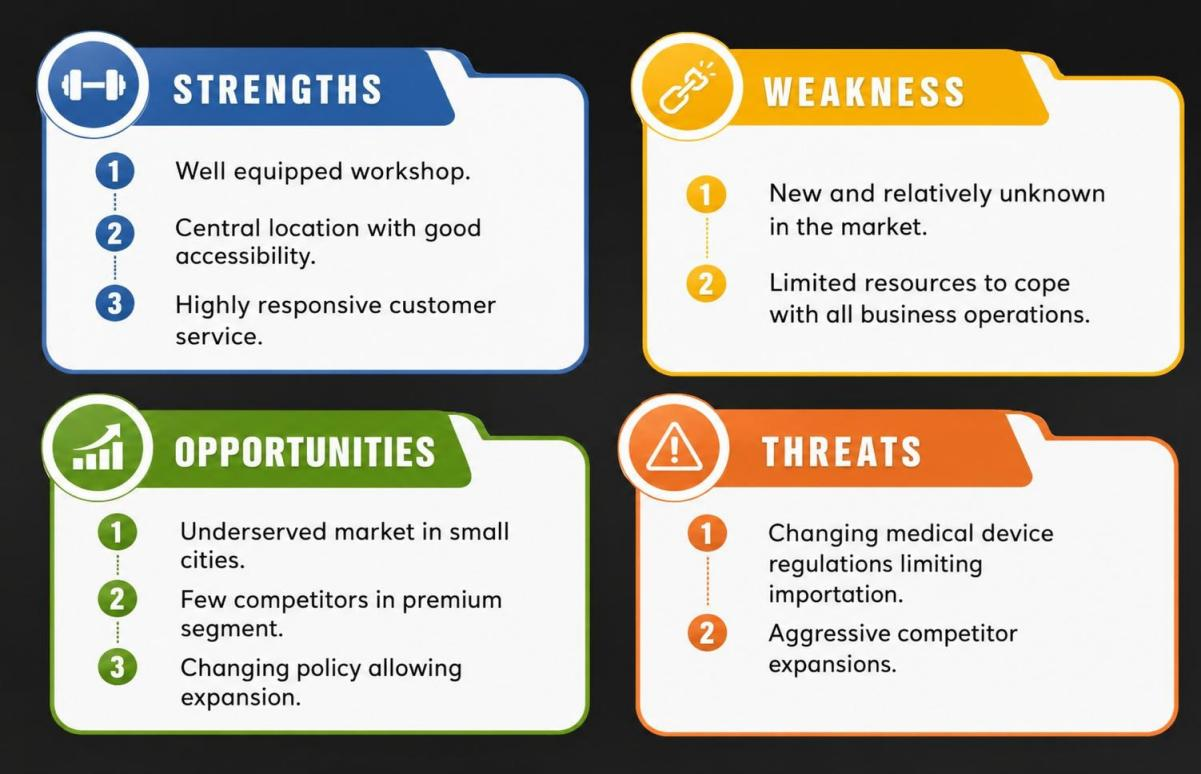 STRENGTHS
1
Well equipped workshop.
2
Central location with good
accessibility.
3
Highly responsive customer
service.
WEAKNESS
1
New and relatively unknown
in the market.
2
Limited resources to cope
with all business operations.
OPPORTUNITIES
1
Underserved market in small
cities.
2
Few competitors in premium
segment.
3
Changing policy allowing
expansion.
THREATS
1
Changing medical device
regulations limiting
importation.
2
Aggressive competitor
expansions.